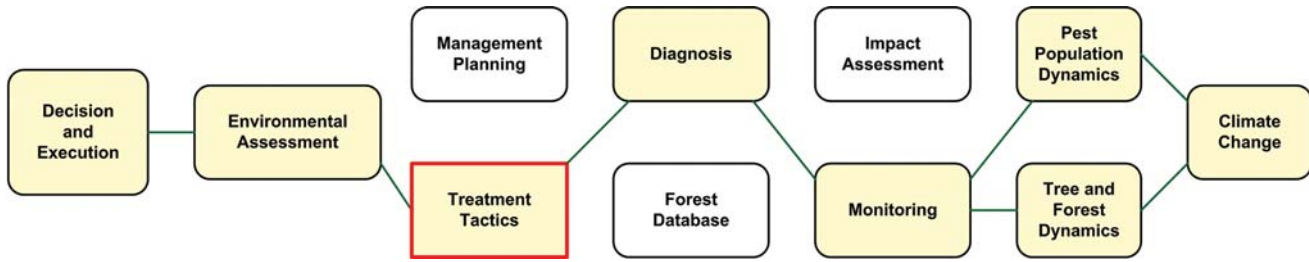 Decision
and
Execution
Environmental
Assessment
Management
Planning
Treatment
Tactics
Diagnosis
Forest
Database
Impact
Assessment
Monitoring
Pest
Population
Dynamics
Tree and
Forest
Dynamics
Climate
Change